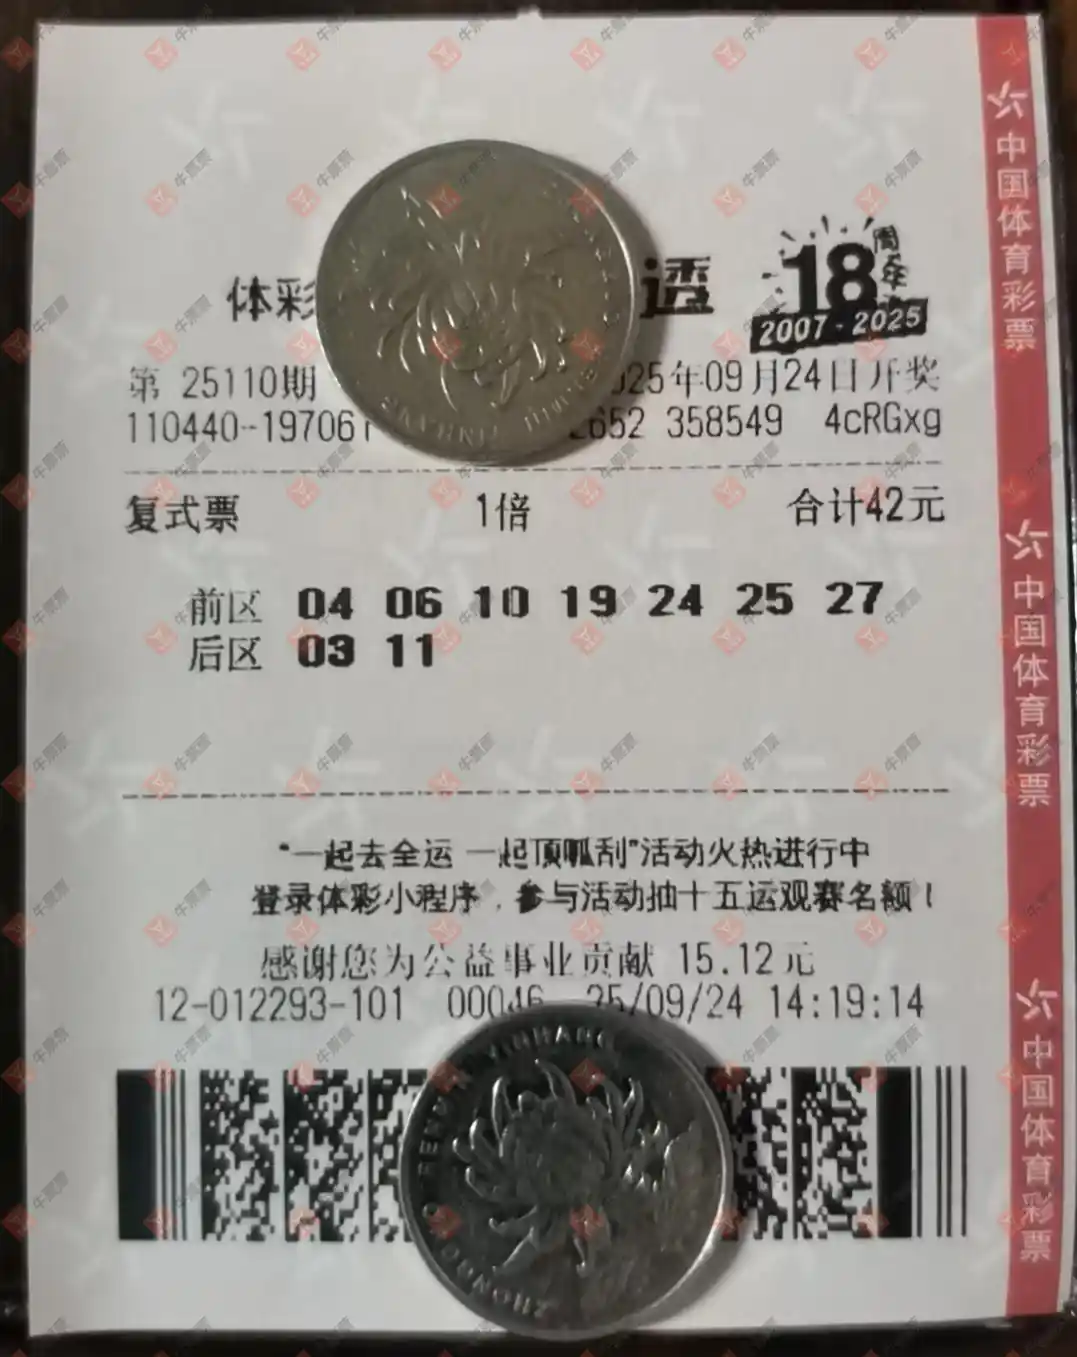 体彩 透 18周年
2007-2025
第 25110期 025年09月24日开奖
110440-19706 2652 358549 4cRGxg
复式票 1倍 合计42元
前区 04 06 10 19 24 25 27
后区 03 11
“一起去全运 一起顶呱刮”活动火热进行中
登录体彩小程序，参与活动抽十五运观赛名额！
感谢您为公益事业贡献 15.12元
12-012293-101 00046 25/09/24 14:19:14
ZHONGGUO RENMIN YINHANG
中国体育彩票
中国体育彩票
中国体育彩票
牛票票